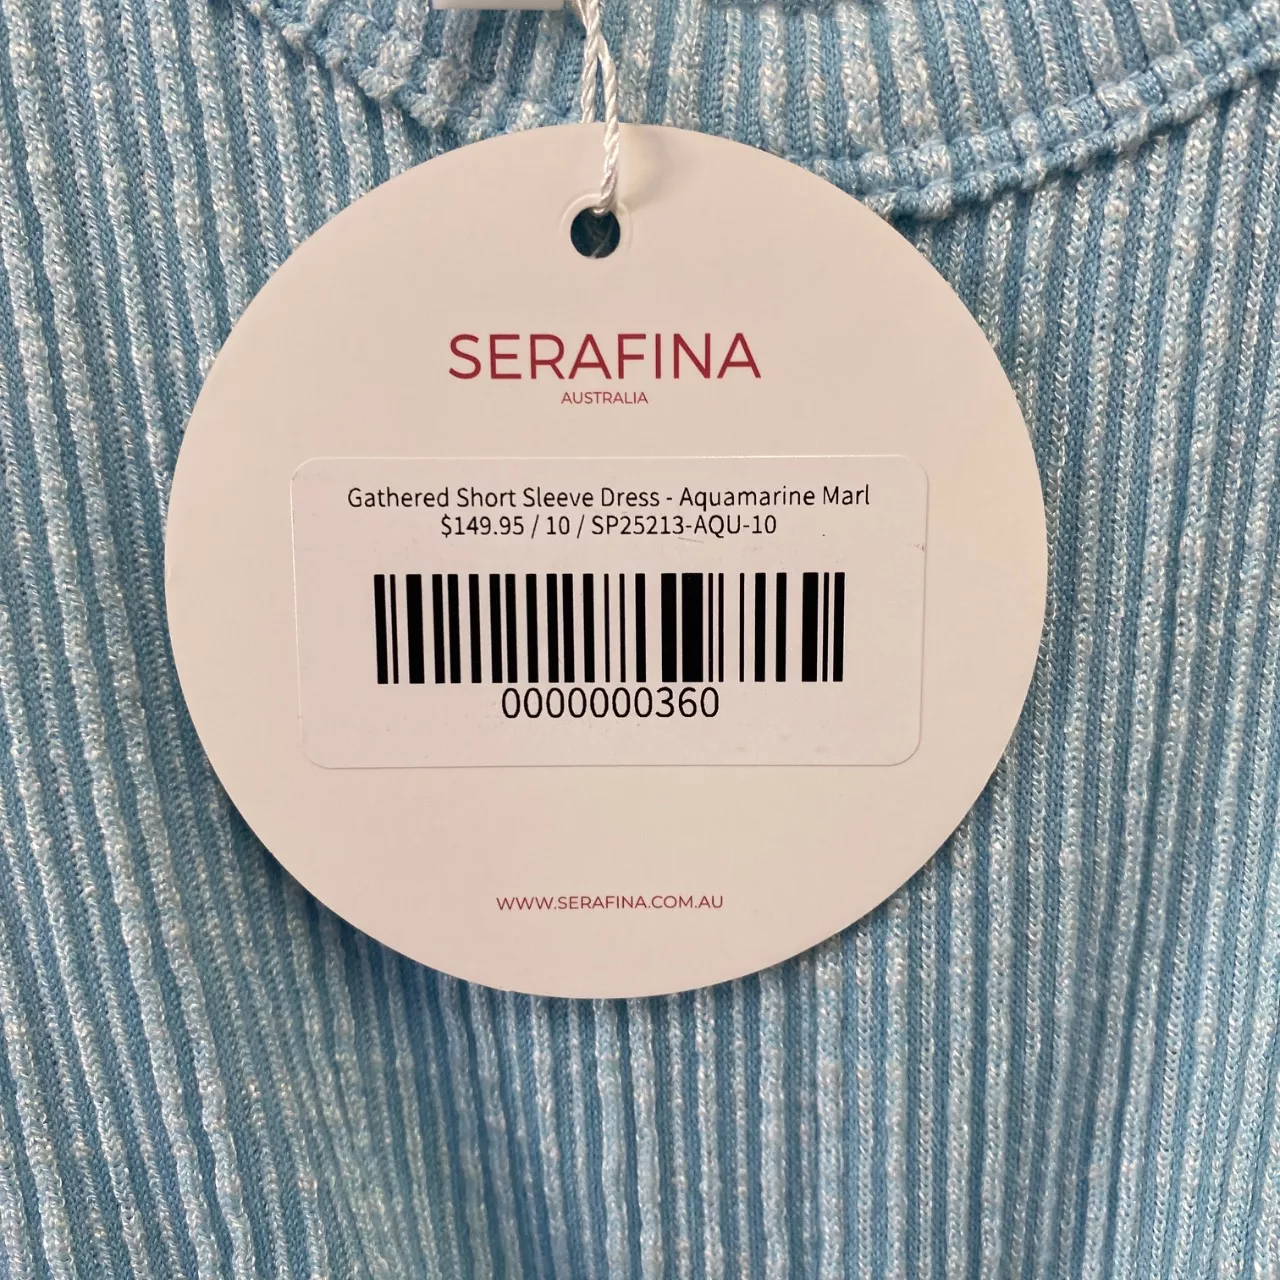 SERAFINA
AUSTRALIA
Gathered Short Sleeve Dress - Aquamarine Marl
$149.95 / 10 / SP25213-AQU-10
0000000360
WWW.SERAFINA.COM.AU